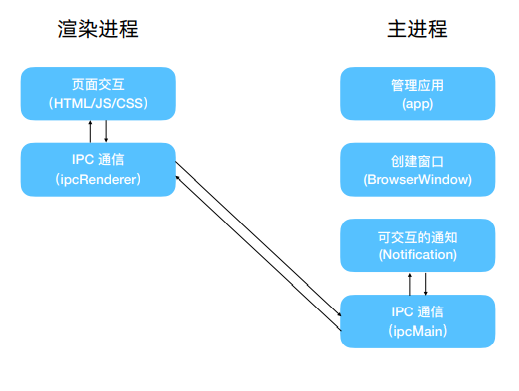 渲染进程
页面交互
(HTML/JS/CSS)
IPC 通信
(ipcRenderer)
主进程
管理应用
(app)
创建窗口
(BrowserWindow)
可交互的通知
(Notification)
IPC 通信
(ipcMain)